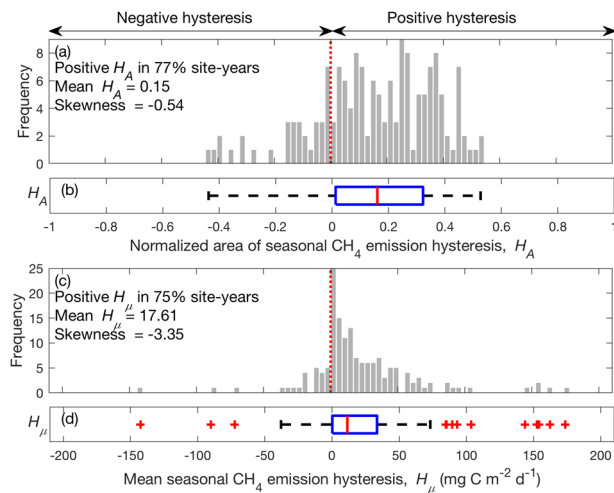 Negative hysteresis Positive hysteresis
(a)
Positive H_A in 77% site-years
Mean H_A = 0.15
Skewness = -0.54
Frequency
8
6
4
2
0
H_A
(b)
-1 -0.8 -0.6 -0.4 -0.2 0 0.2 0.4 0.6 0.8 1
Normalized area of seasonal CH₄ emission hysteresis, H_A
(c)
Positive H_μ in 75% site-years
Mean H_μ = 17.61
Skewness = -3.35
Frequency
25
20
15
10
5
0
H_μ
(d)
-200 -150 -100 -50 0 50 100 150 200
Mean seasonal CH₄ emission hysteresis, H_μ (mg C m⁻² d⁻¹)